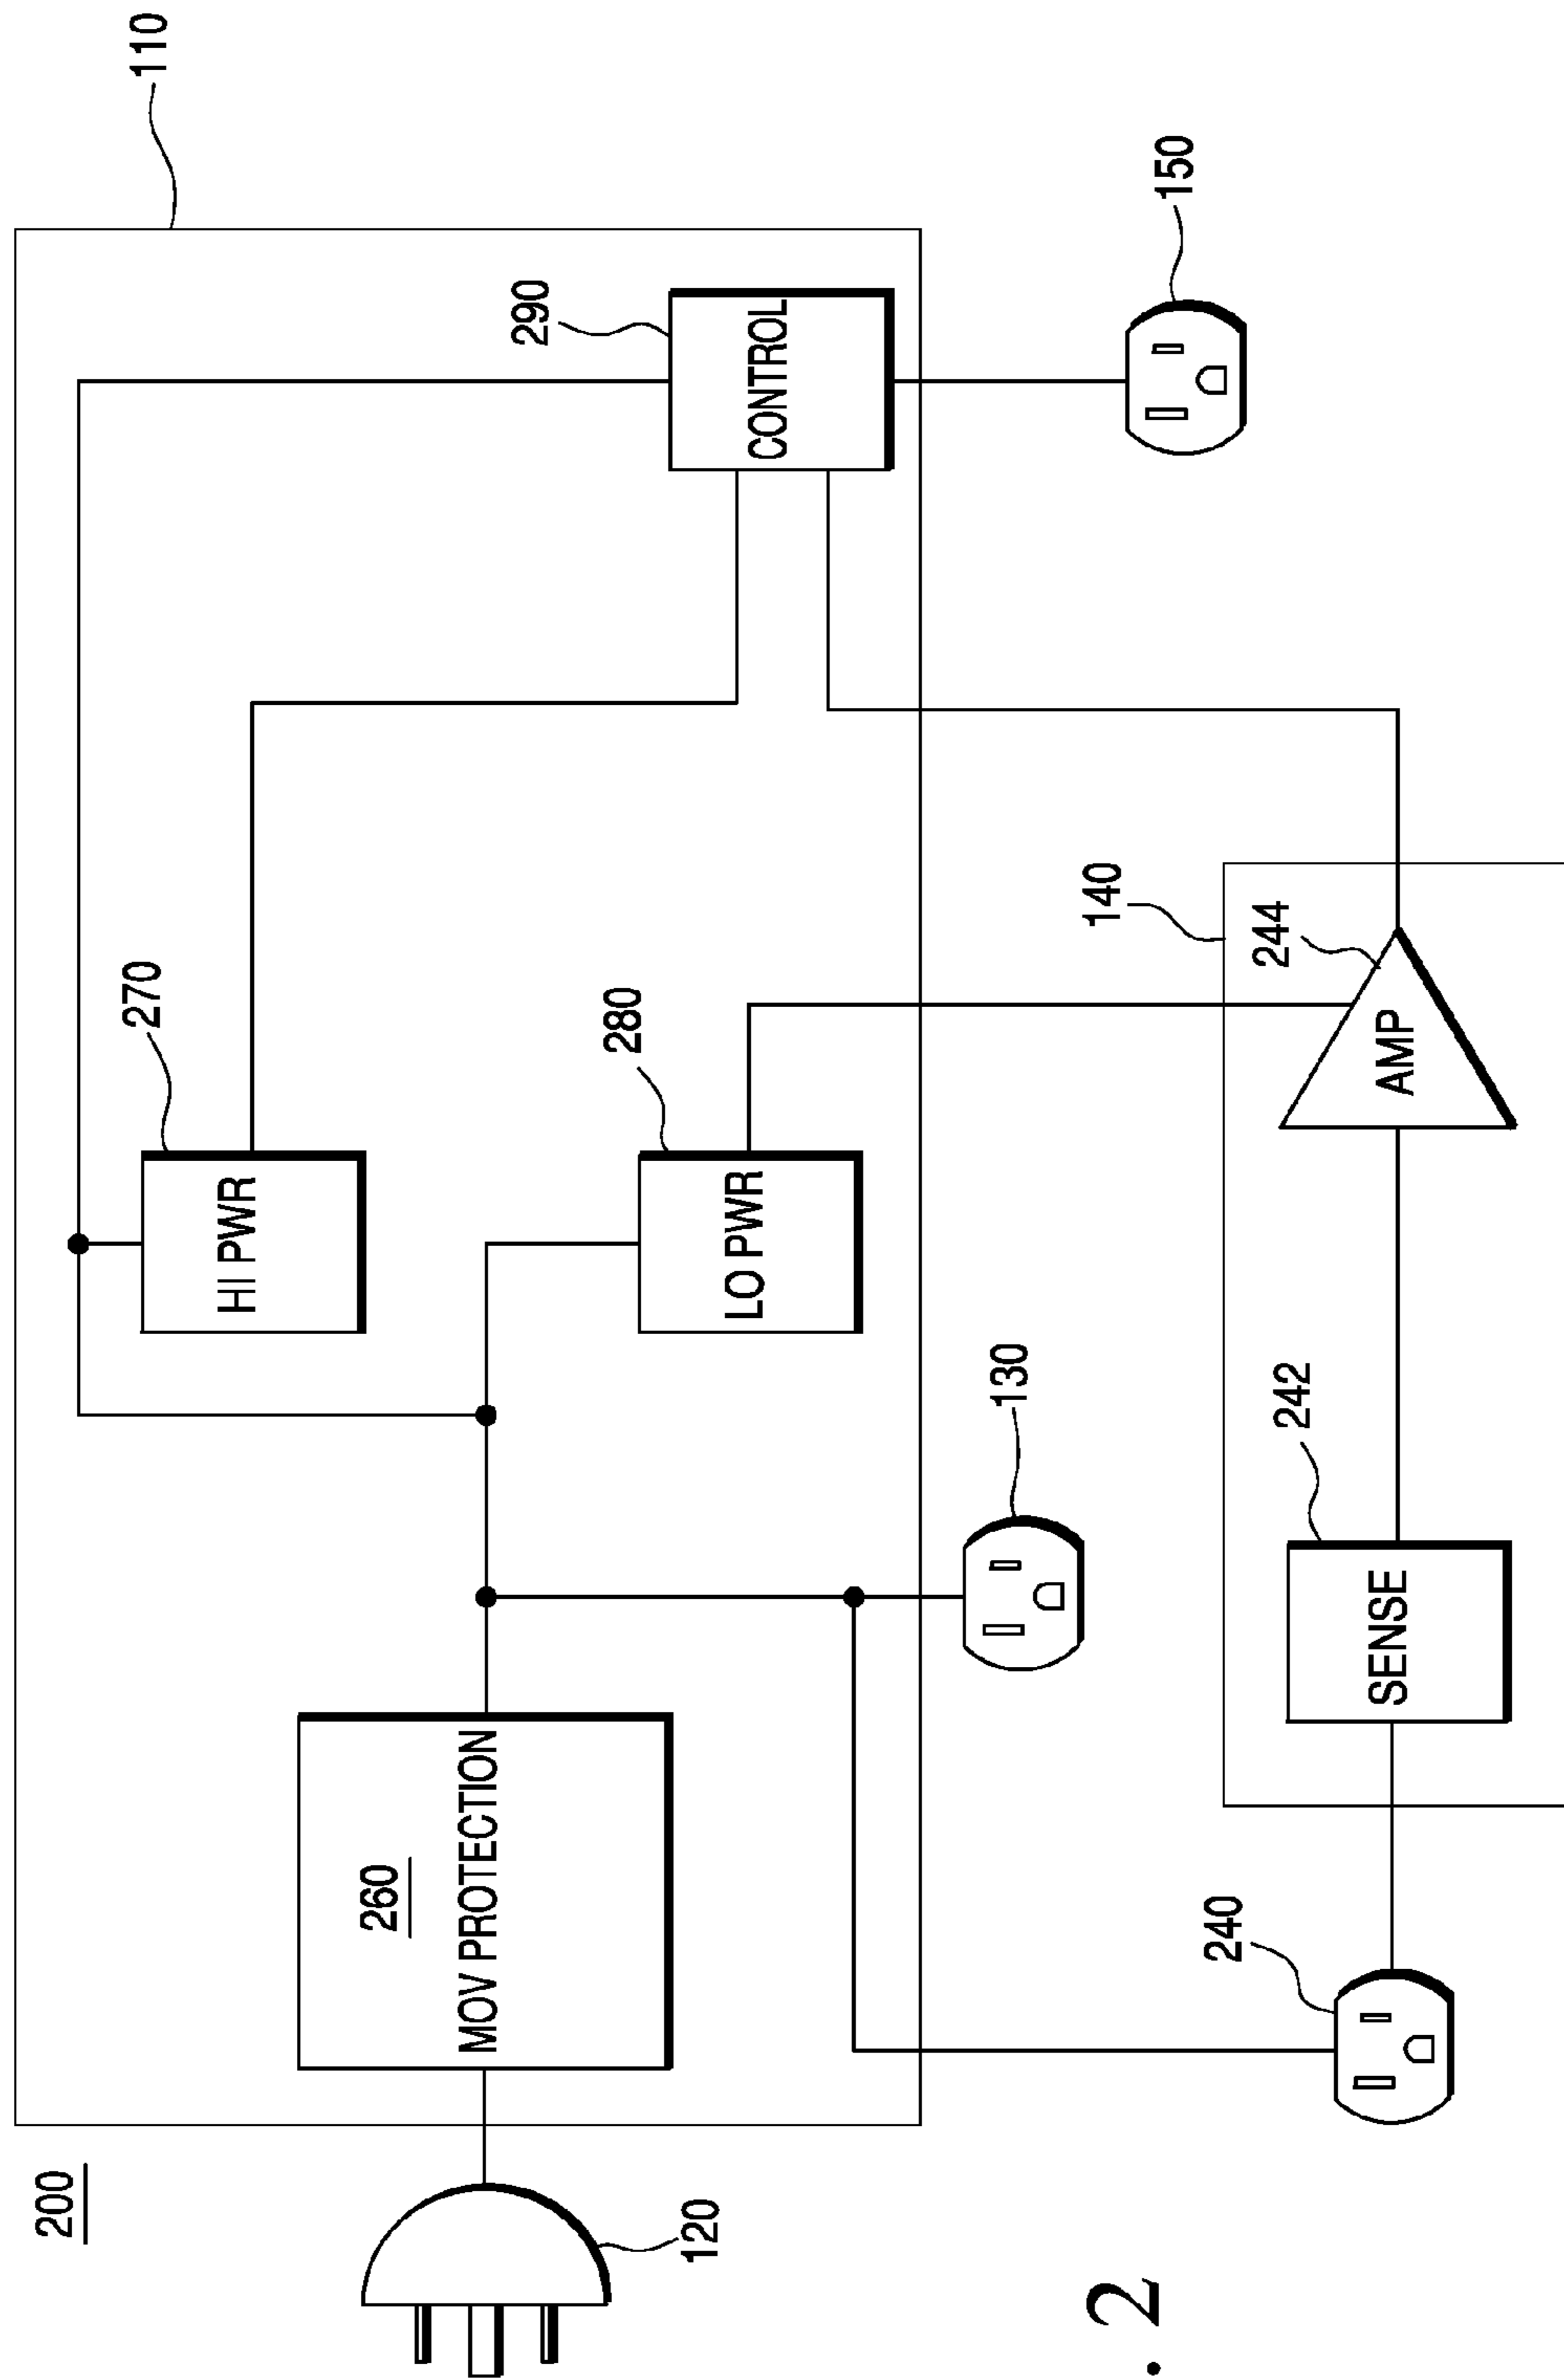 200
110
120
260
MOV PROTECTION
270
HI PWR
280
LO PWR
290
CONTROL
130
150
240
140
242
SENSE
244
AMP
. 2